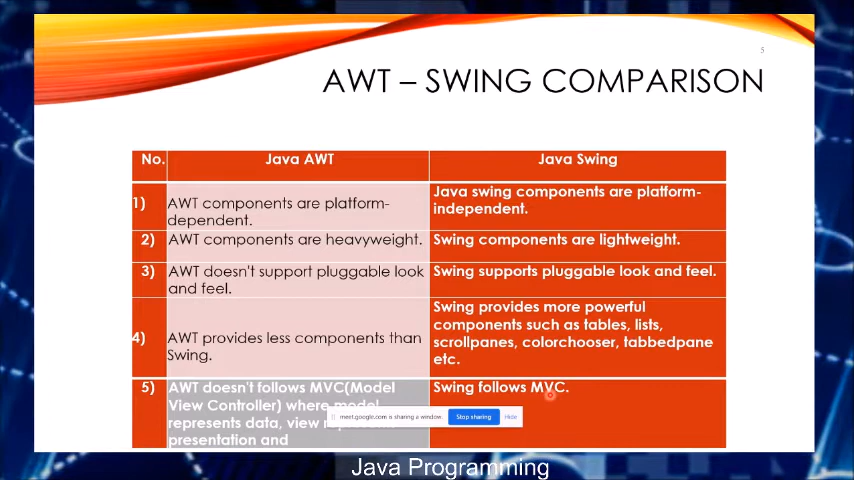 5
AWT – SWING COMPARISON
No. Java AWT Java Swing
1) AWT components are platform-
dependent.
Java swing components are platform-
independent.
2) AWT components are heavyweight. Swing components are lightweight.
3) AWT doesn't support pluggable look
and feel.
Swing supports pluggable look and feel.
4) AWT provides less components than
Swing.
Swing provides more powerful
components such as tables, lists,
scrollpanes, colorchooser, tabbedpane
etc.
5) AWT doesn't follows MVC(Model
View Controller) where model
represents data, view
presentation and
Swing follows MVC.
meet.google.com is sharing a window. Stop sharing Hide
Java Programming